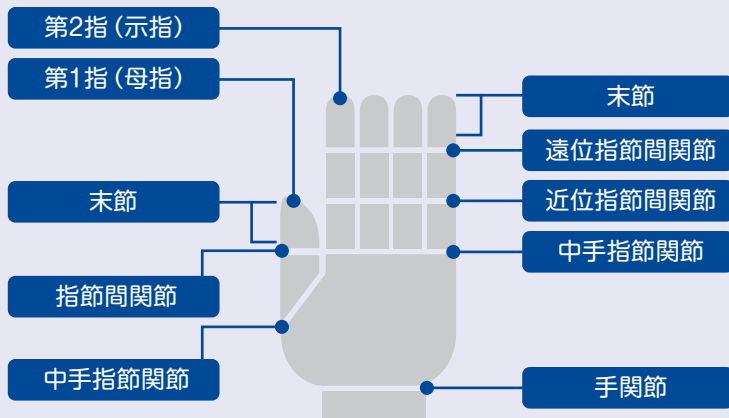 第2指（示指）
第1指（母指）
末節
指節間関節
中手指節関節
末節
遠位指節間関節
近位指節間関節
中手指節関節
手関節